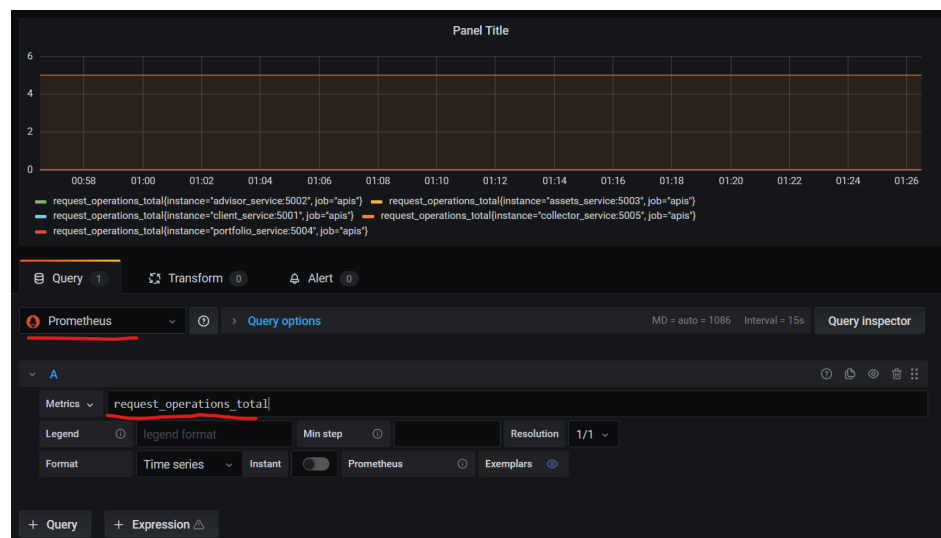 Panel Title
6
4
2
0
00:58 01:00 01:02 01:04 01:06 01:08 01:10 01:12 01:14 01:16 01:18 01:20 01:22 01:24 01:26
request_operations_total{instance="advisor_service:5002", job="apis"} request_operations_total{instance="assets_service:5003", job="apis"}
request_operations_total{instance="client_service:5001", job="apis"} request_operations_total{instance="collector_service:5005", job="apis"}
request_operations_total{instance="portfolio_service:5004", job="apis"}
Query 1 Transform 0 Alert 0
Prometheus Query options MD = auto = 1086 Interval = 15s Query inspector
A
Metrics request_operations_total
Legend legend format Min step Resolution 1/1
Format Time series Instant Prometheus Exemplars
+ Query + Expression